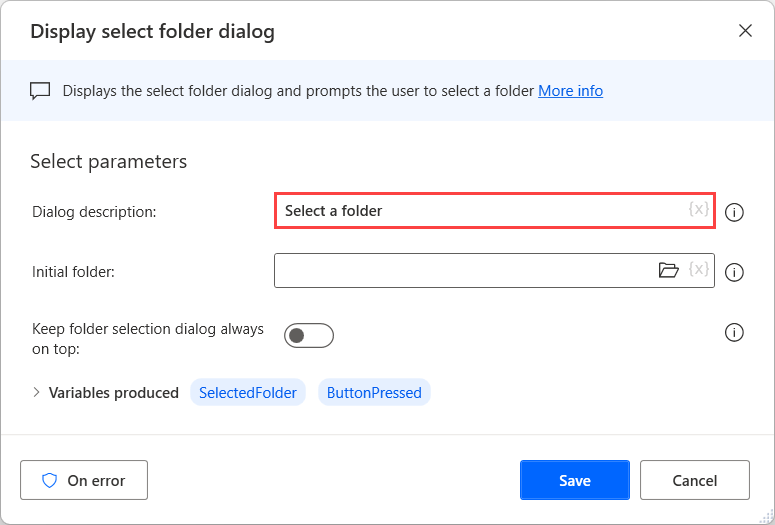 Display select folder dialog
Displays the select folder dialog and prompts the user to select a folder More info
Select parameters
Dialog description:
Select a folder {x}
Initial folder:
{x}
Keep folder selection dialog always
on top:
Variables produced SelectedFolder ButtonPressed
On error Save Cancel